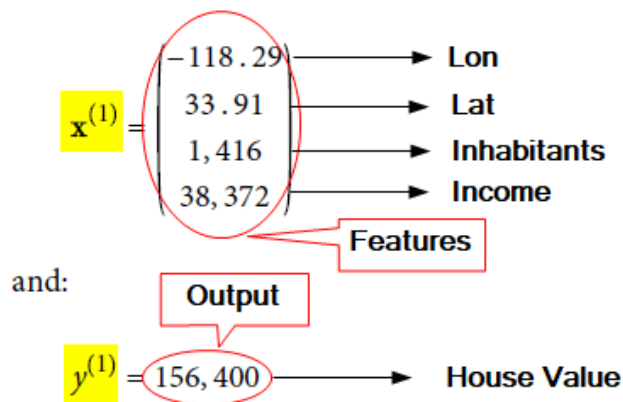 −118.29 Lon
33.91 Lat
x(1) =
1,416 Inhabitants
38,372 Income
Features
and:
Output
y(1) = 156,400 House Value